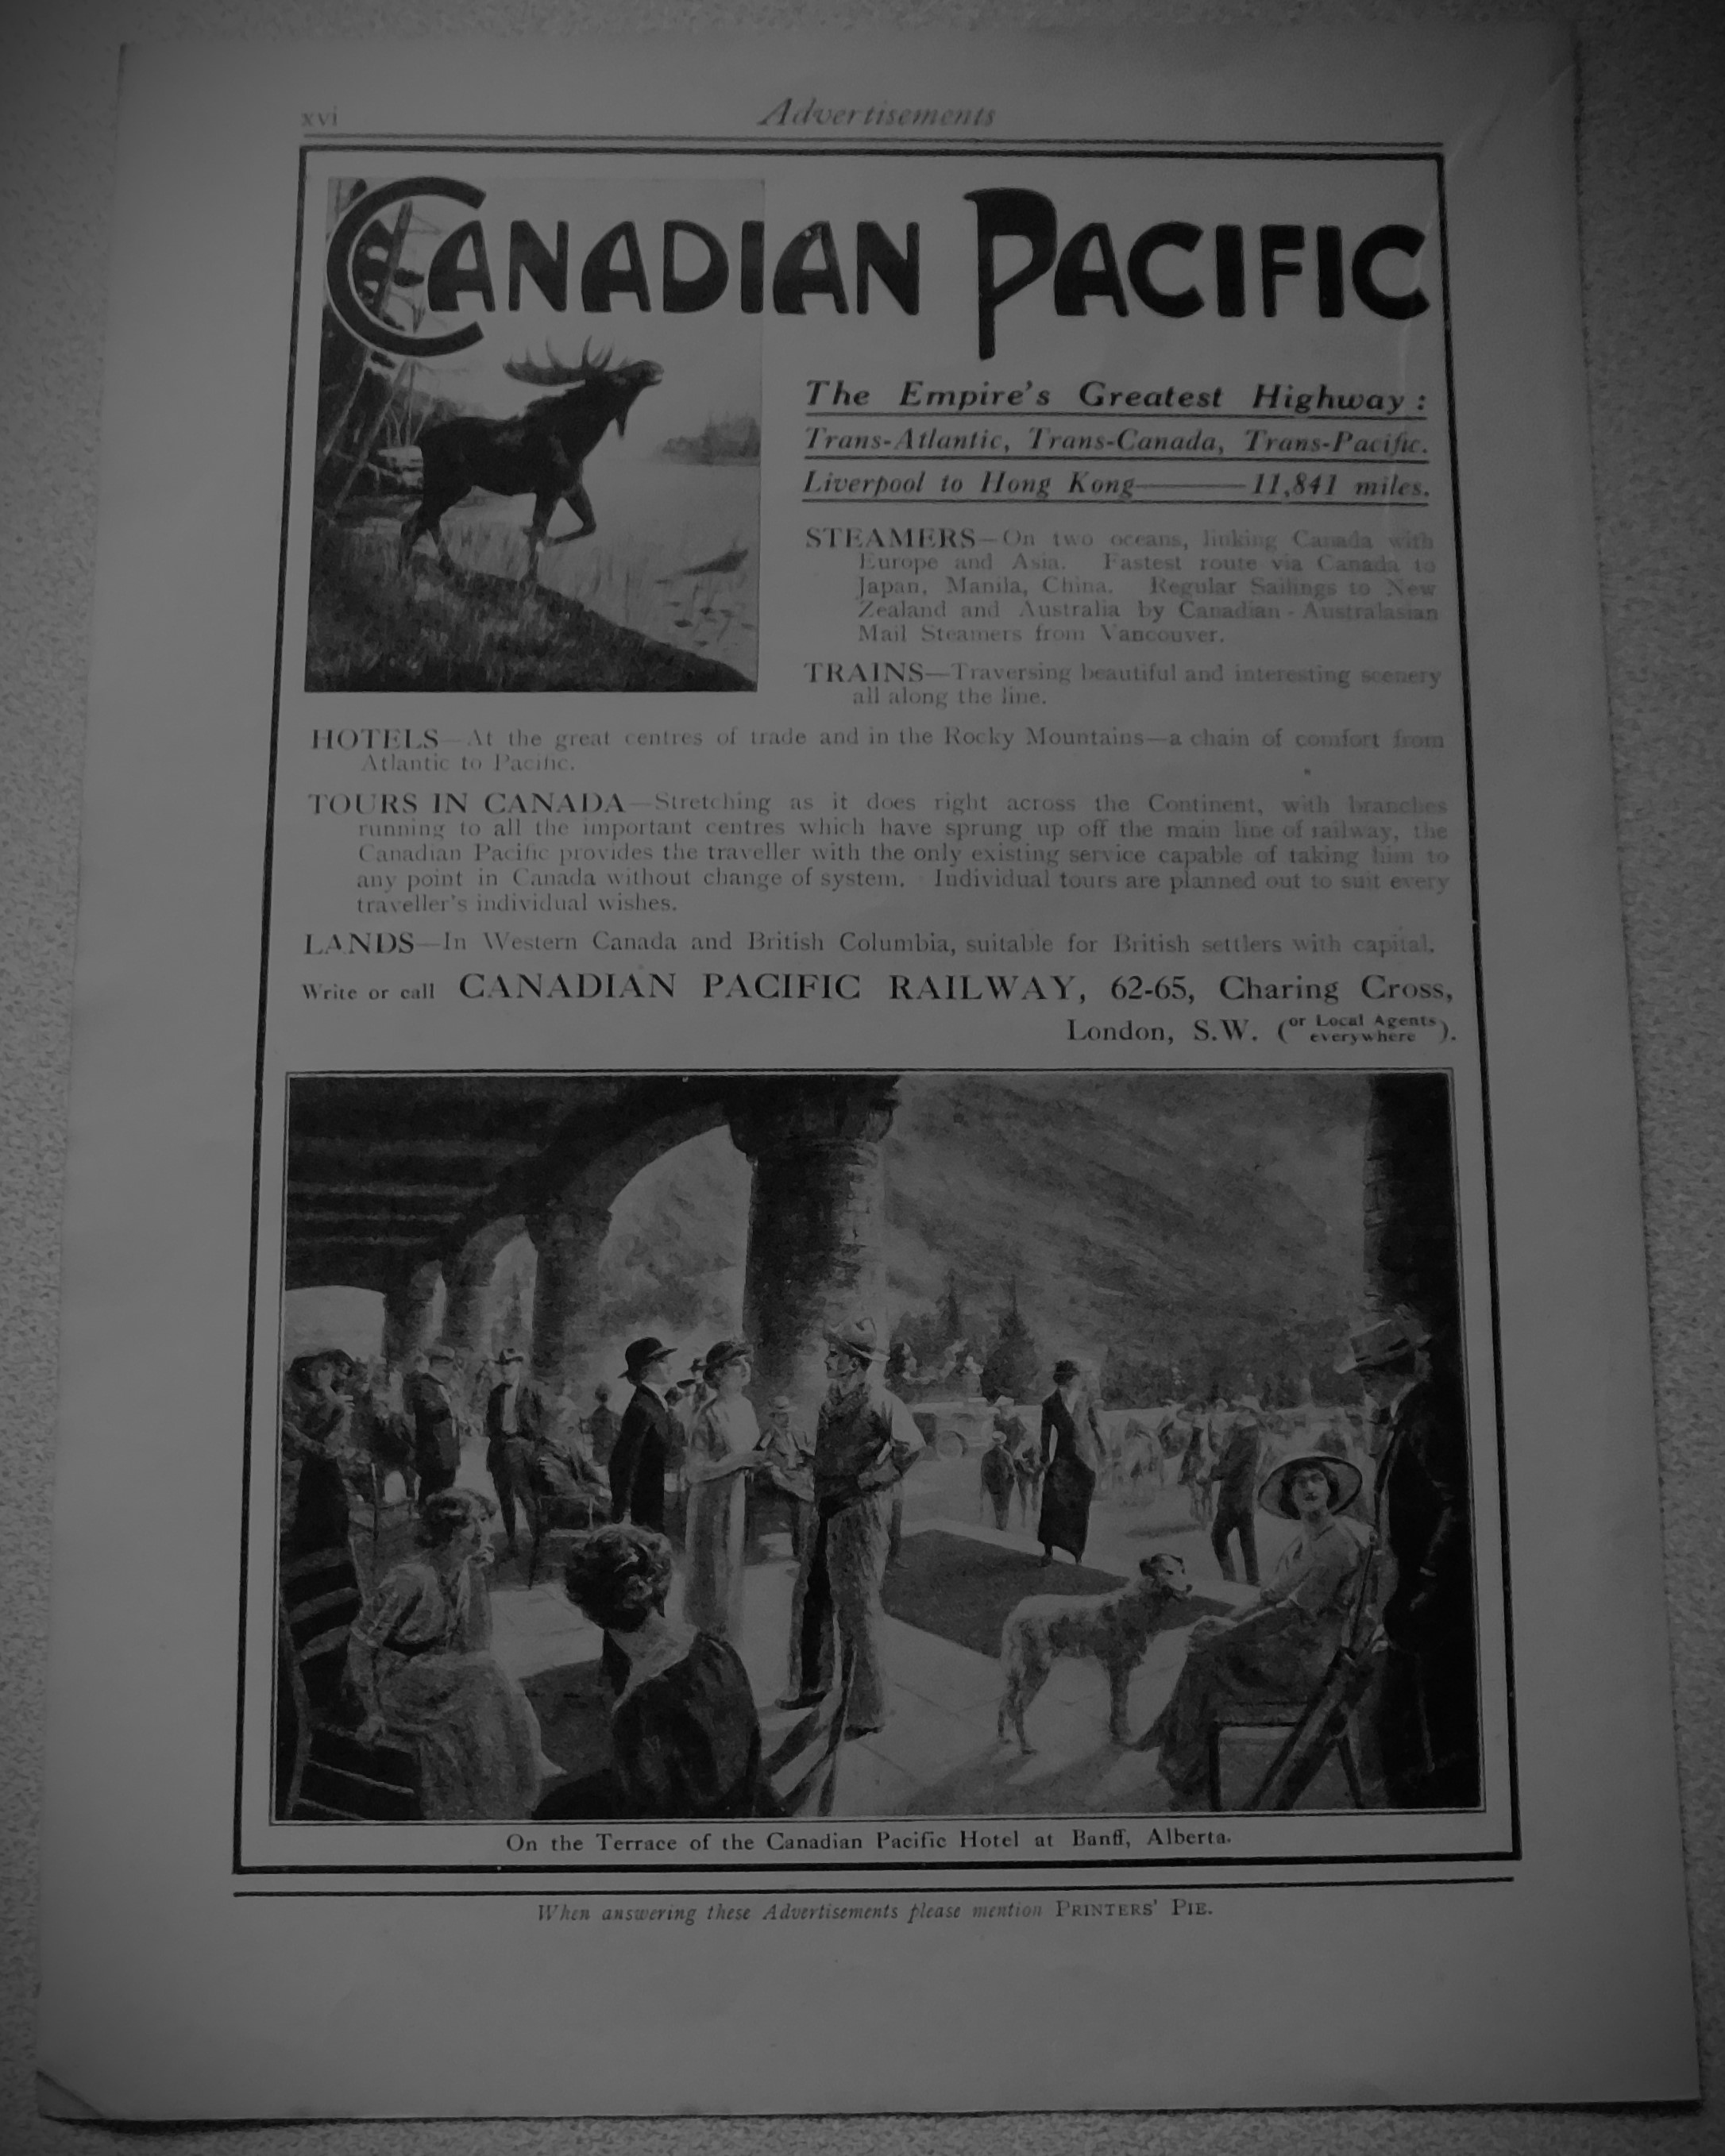 xvi
Advertisements
CANADIAN PACIFIC
The Empire's Greatest Highway:
Trans-Atlantic, Trans-Canada, Trans-Pacific.
Liverpool to Hong Kong——11,841 miles.
STEAMERS—On two oceans, linking Canada with
Europe and Asia. Fastest route via Canada to
Japan, Manila, China. Regular Sailings to New
Zealand and Australia by Canadian-Australasian
Mail Steamers from Vancouver.
TRAINS—Traversing beautiful and interesting scenery
all along the line.
HOTELS—At the great centres of trade and in the Rocky Mountains—a chain of comfort from
Atlantic to Pacific.
TOURS IN CANADA—Stretching as it does right across the Continent, with branches
running to all the important centres which have sprung up off the main line of railway, the
Canadian Pacific provides the traveller with the only existing service capable of taking him to
any point in Canada without change of system. Individual tours are planned out to suit every
traveller's individual wishes.
LANDS—In Western Canada and British Columbia, suitable for British settlers with capital.
Write or call CANADIAN PACIFIC RAILWAY, 62-65, Charing Cross,
London, S.W. (or Local Agents everywhere).
On the Terrace of the Canadian Pacific Hotel at Banff, Alberta.
When answering these Advertisements please mention PRINTERS' PIE.